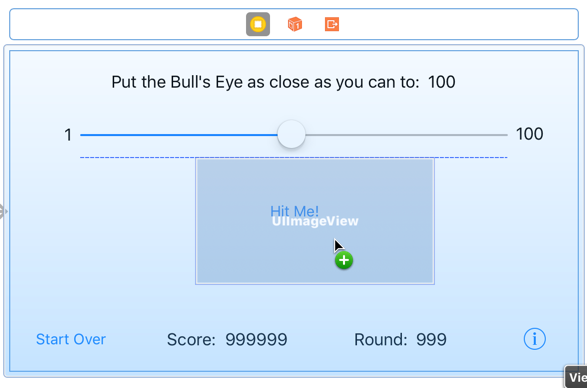 Put the Bull's Eye as close as you can to: 100
1 100
Hit Me!
UIImageView
Start Over Score: 999999 Round: 999 i
Vie